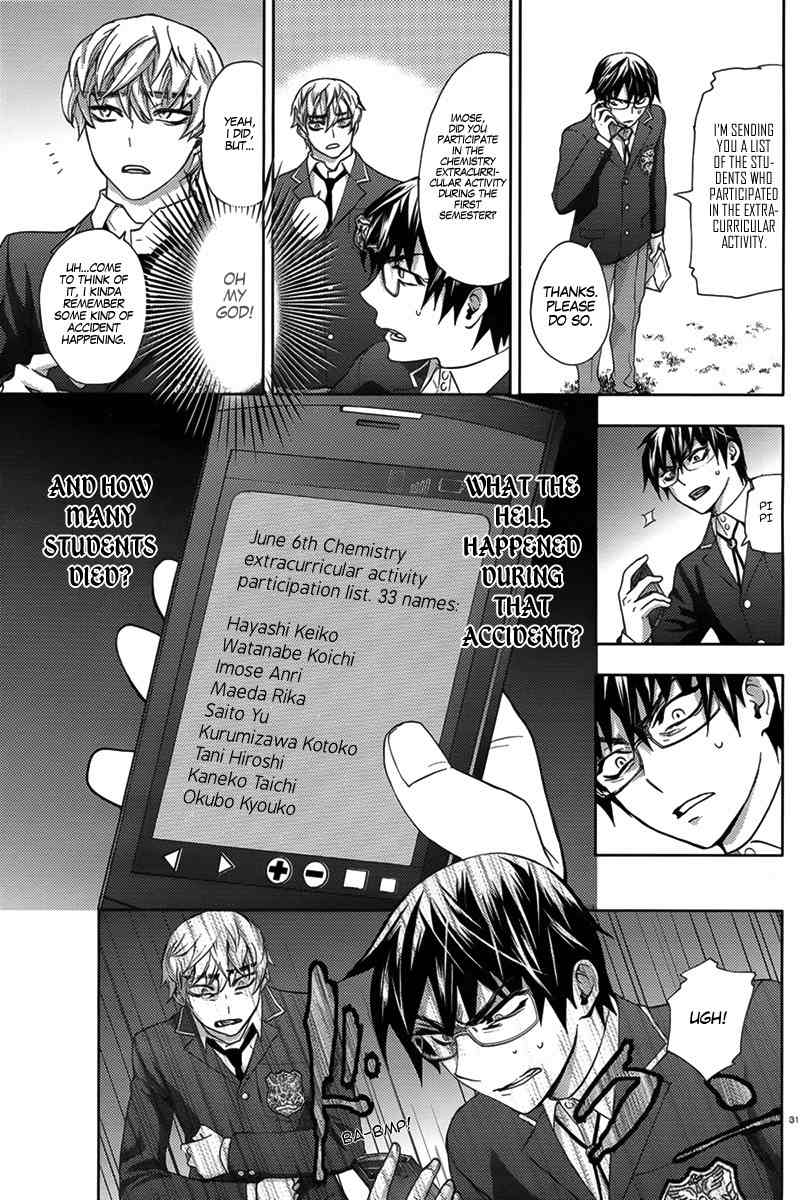 I'M SENDING
YOU A LIST
OF THE STU-
DENTS WHO
PARTICIPATED
IN THE EXTRA-
CURRICULAR
ACTIVITY.
THANKS.
PLEASE
DO SO.
IMOSE,
DID YOU
PARTICIPATE
IN THE
CHEMISTRY
EXTRACURRI-
CULAR ACTIVITY
DURING THE
FIRST
SEMESTER?
YEAH,
I DID,
BUT...
OH
MY
GOD!
UH...COME
TO THINK OF
IT, I KINDA
REMEMBER
SOME KIND OF
ACCIDENT
HAPPENING.
PI
PI
WHAT THE
HELL
HAPPENED
DURING
THAT
ACCIDENT?
June 6th Chemistry
extracurricular activity
participation list. 33 names:
Hayashi Keiko
Watanabe Koichi
Imose Anri
Maeda Rika
Saito Yu
Kurumizawa Kotoko
Tani Hiroshi
Kaneko Taichi
Okubo Kyouko
AND HOW
MANY
STUDENTS
DIED?
UGH!
BA-BMP!
31